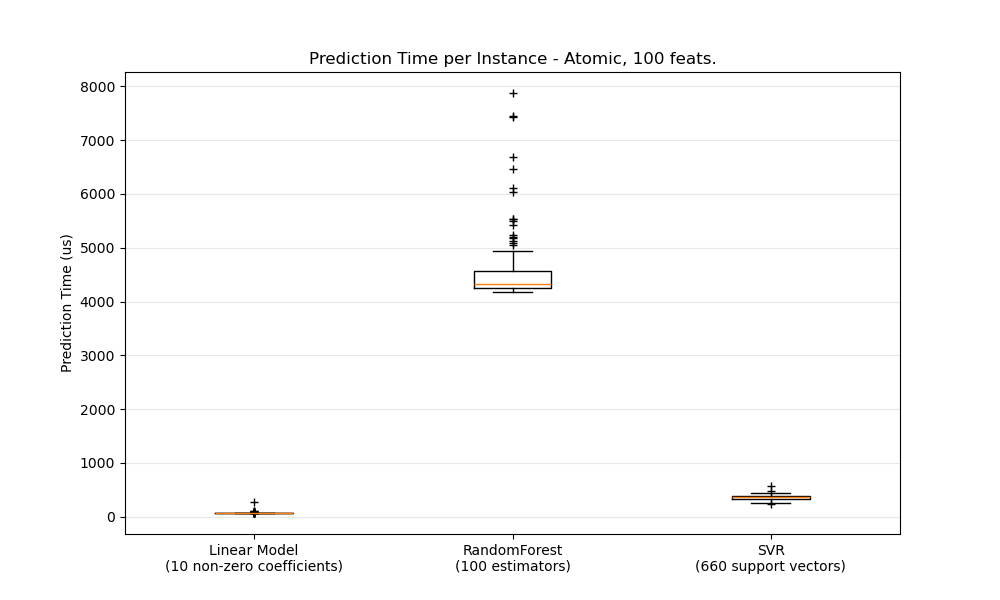 Prediction Time per Instance - Atomic, 100 feats.
Prediction Time (us)
8000
7000
6000
5000
4000
3000
2000
1000
0
Linear Model
(10 non-zero coefficients)
RandomForest
(100 estimators)
SVR
(660 support vectors)